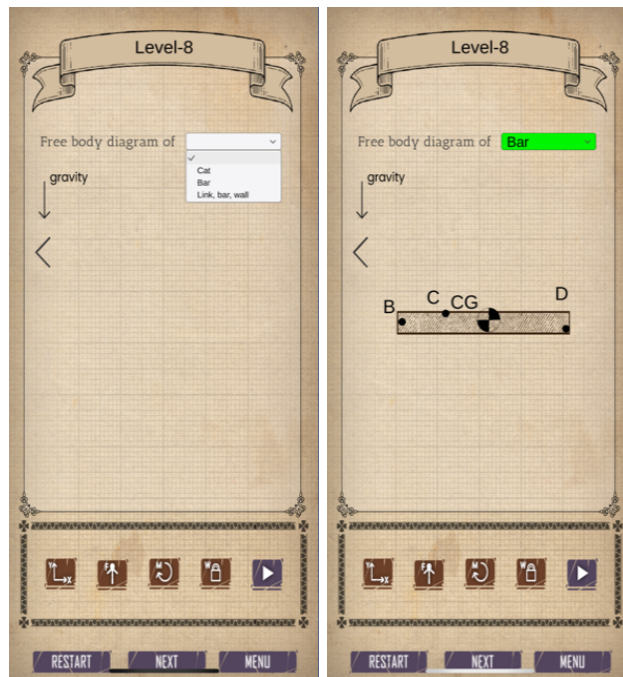 Level-8
Free body diagram of
✓
Cat
Bar
Link, bar, wall
gravity
Y
X
F
M
W
RESTART
NEXT
MENU
Level-8
Free body diagram of Bar
gravity
B
C
CG
D
Y
X
F
M
W
RESTART
NEXT
MENU